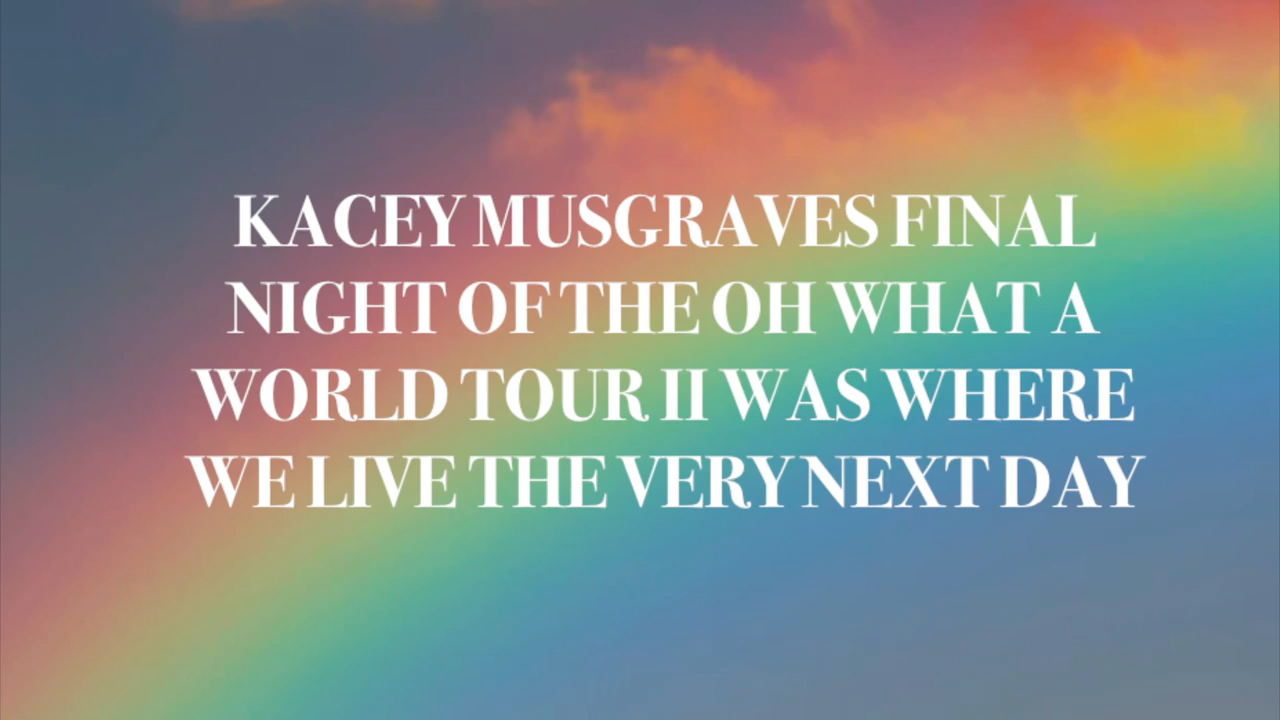 KACEY MUSGRAVES FINAL
NIGHT OF THE OH WHAT A
WORLD TOUR II WAS WHERE
WE LIVE THE VERY NEXT DAY